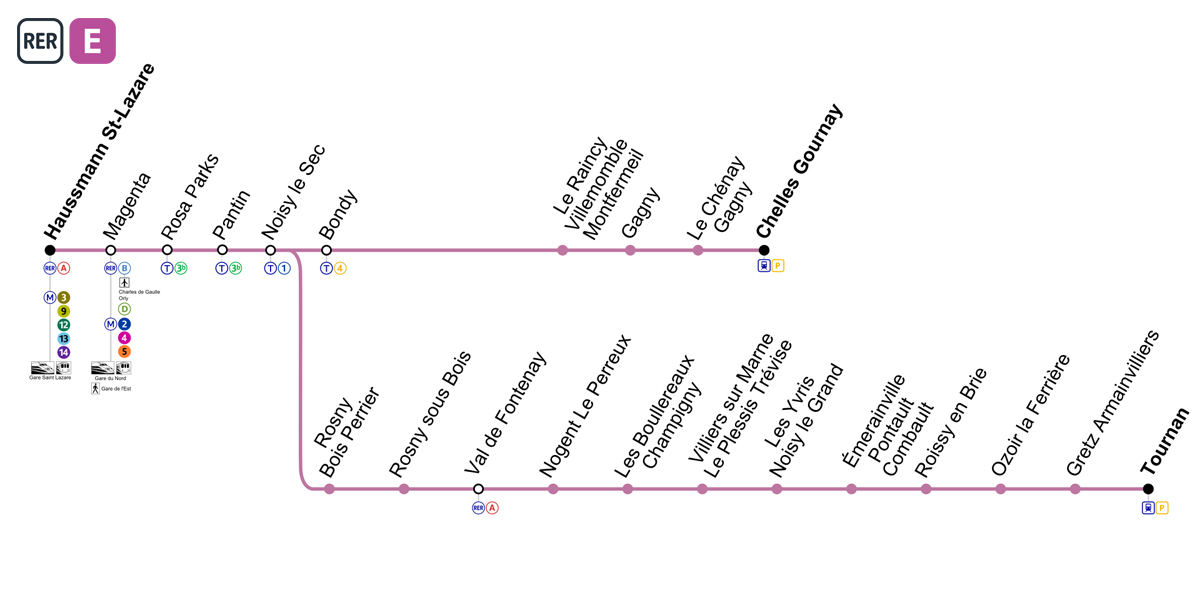 RER E
Haussmann St-Lazare
Magenta
Rosa Parks
Pantin
Noisy le Sec
Bondy
Le Raincy
Villemomble
Montfermeil
Gagny
Le Chénay
Gagny
Chelles Gournay
RER A
RER B
T 3b
T 3b
T 1
T 4
P
Charles de Gaulle
Orly
D
M 3
9
12
13
14
M 2
4
5
Gare Saint Lazare
Gare du Nord
Gare de l'Est
Rosny
Bois Perrier
Rosny sous Bois
Val de Fontenay
Nogent Le Perreux
Les Boullereaux
Champigny
Villiers sur Marne
Le Plessis Trévise
Les Yvris
Noisy le Grand
Émerainville
Pontault
Combault
Roissy en Brie
Ozoir la Ferrière
Gretz Armainvilliers
Tournan
RER A
P